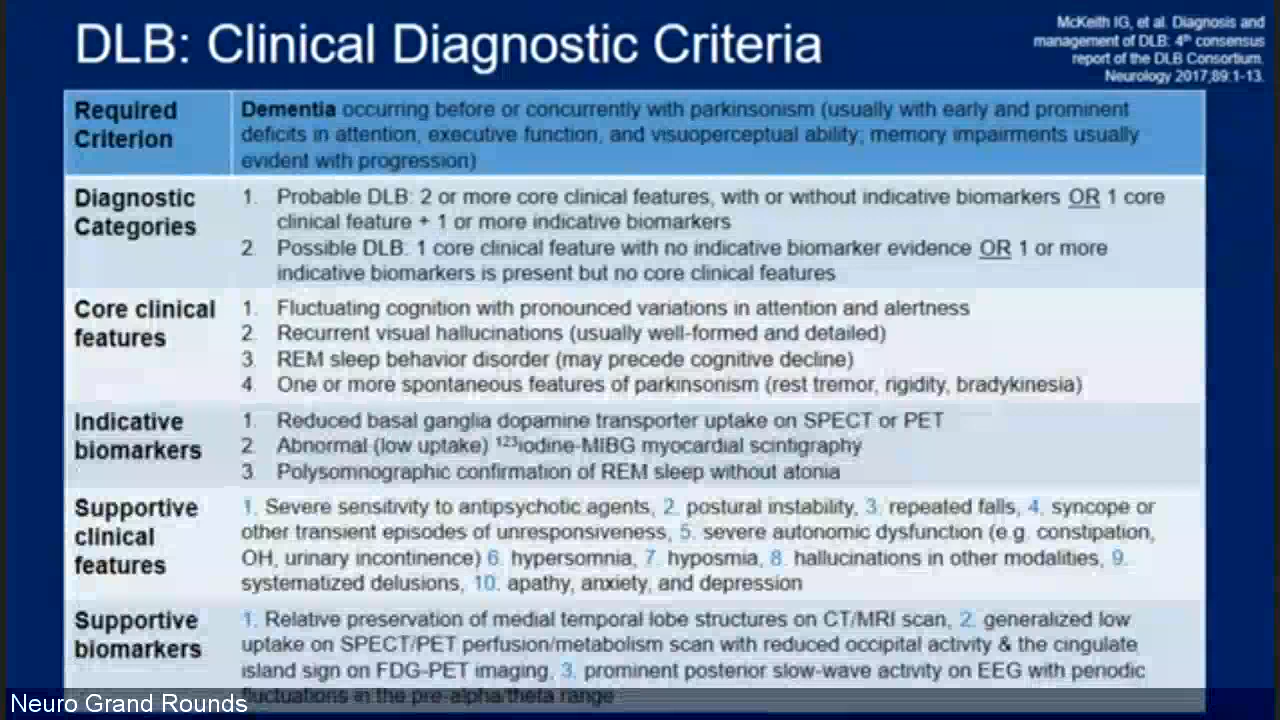 DLB: Clinical Diagnostic Criteria
McKeith IG, et al. Diagnosis and
management of DLB: 4th consensus
report of the DLB Consortium.
Neurology 2017;89:1-13.
Required
Criterion
Dementia occurring before or concurrently with parkinsonism (usually with early and prominent
deficits in attention, executive function, and visuoperceptual ability; memory impairments usually
evident with progression)
Diagnostic
Categories
1. Probable DLB: 2 or more core clinical features, with or without indicative biomarkers OR 1 core
clinical feature + 1 or more indicative biomarkers
2. Possible DLB: 1 core clinical feature with no indicative biomarker evidence OR 1 or more
indicative biomarkers is present but no core clinical features
Core clinical
features
1. Fluctuating cognition with pronounced variations in attention and alertness
2. Recurrent visual hallucinations (usually well-formed and detailed)
3. REM sleep behavior disorder (may precede cognitive decline)
4. One or more spontaneous features of parkinsonism (rest tremor, rigidity, bradykinesia)
Indicative
biomarkers
1. Reduced basal ganglia dopamine transporter uptake on SPECT or PET
2. Abnormal (low uptake) 123iodine-MIBG myocardial scintigraphy
3. Polysomnographic confirmation of REM sleep without atonia
Supportive
clinical
features
1. Severe sensitivity to antipsychotic agents, 2. postural instability, 3. repeated falls, 4. syncope or
other transient episodes of unresponsiveness, 5. severe autonomic dysfunction (e.g. constipation,
OH, urinary incontinence) 6. hypersomnia, 7. hyposmia, 8. hallucinations in other modalities, 9.
systematized delusions, 10. apathy, anxiety, and depression
Supportive
biomarkers
1. Relative preservation of medial temporal lobe structures on CT/MRI scan, 2. generalized low
uptake on SPECT/PET perfusion/metabolism scan with reduced occipital activity & the cingulate
island sign on FDG-PET imaging, 3. prominent posterior slow-wave activity on EEG with periodic
fluctuations in the pre-alpha/theta range
Neuro Grand Rounds